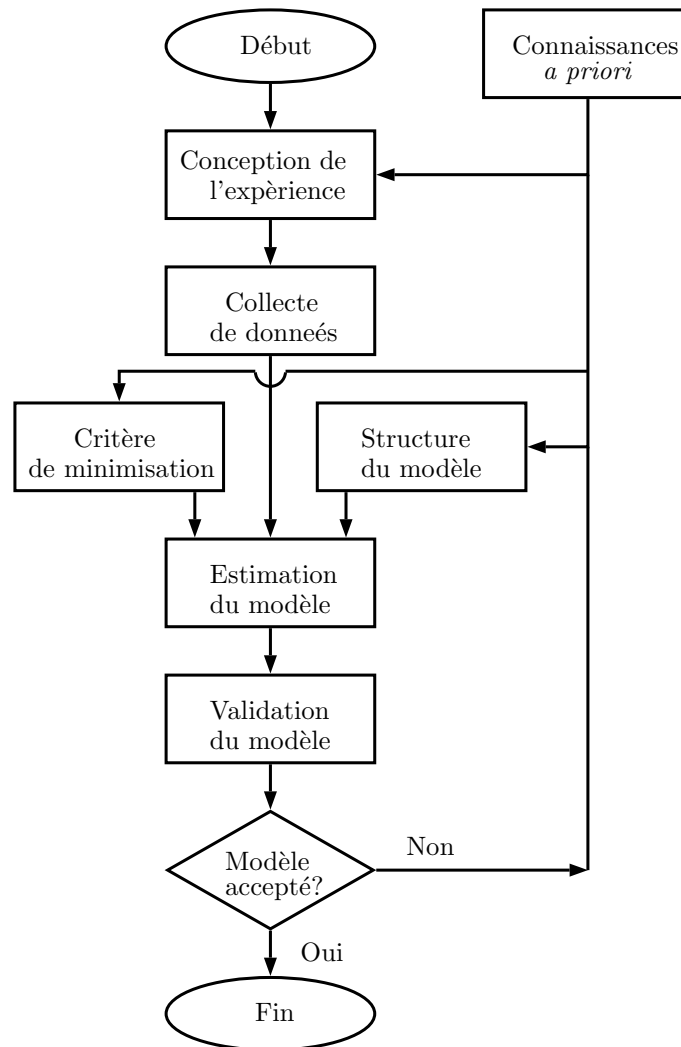 Début
Connaissances
a priori
Conception de
l'expèrience
Collecte
de donneés
Critère
de minimisation
Structure
du modèle
Estimation
du modèle
Validation
du modèle
Modèle
accepté?
Non
Oui
Fin